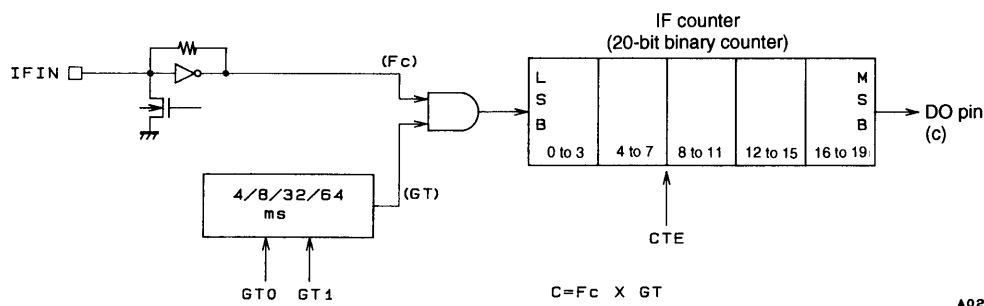 IF counter
(20-bit binary counter)
IFIN
(Fc)
L
S
B
M
S
B
DO pin
(c)
0 to 3
4 to 7
8 to 11
12 to 15
16 to 19
4/8/32/64
ms
(GT)
CTE
GT0
GT1
C=Fc X GT
A02